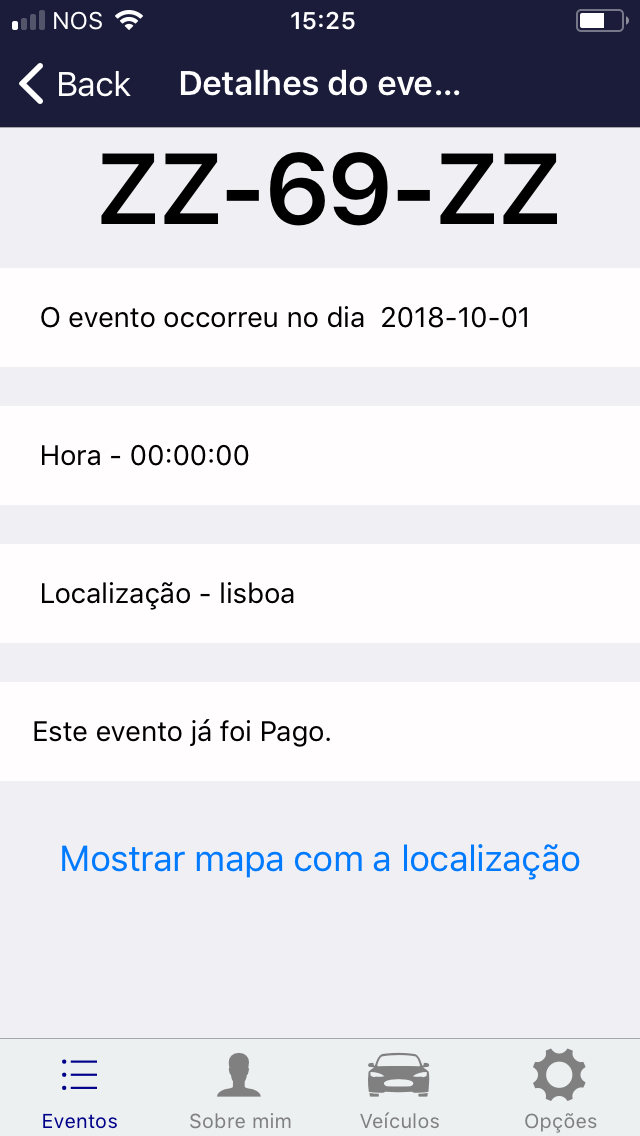 NOS 15:25
Back Detalhes do eve...
ZZ-69-ZZ
O evento occorreu no dia 2018-10-01
Hora - 00:00:00
Localização - lisboa
Este evento já foi Pago.
Mostrar mapa com a localização
Eventos Sobre mim Veículos Opções